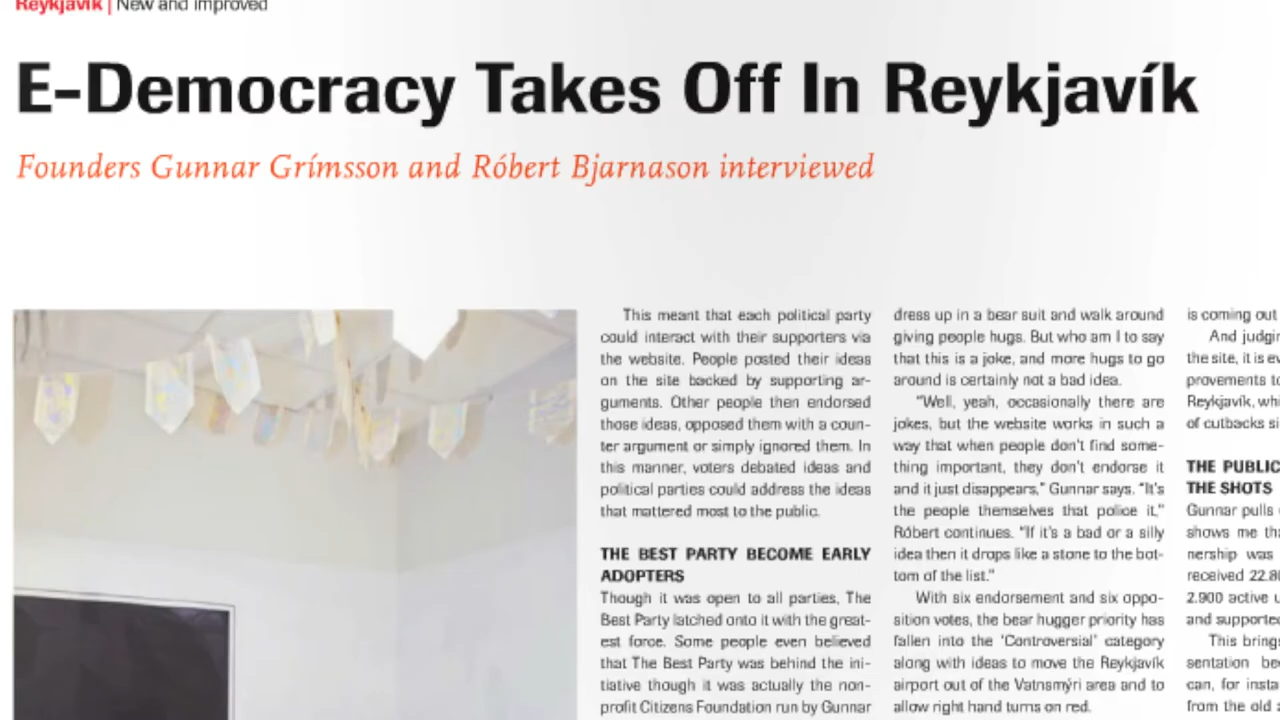 Reykjavík | New and improved
E-Democracy Takes Off In Reykjavík
Founders Gunnar Grímsson and Róbert Bjarnason interviewed
This meant that each political party
could interact with their supporters via
the website. People posted their ideas
on the site backed by supporting ar-
guments. Other people then endorsed
those ideas, opposed them with a coun-
ter argument or simply ignored them. In
this manner, voters debated ideas and
political parties could address the ideas
that mattered most to the public.
THE BEST PARTY BECOME EARLY
ADOPTERS
Though it was open to all parties, The
Best Party latched onto it with the great-
est force. Some people even believed
that The Best Party was behind the ini-
tiative though it was actually the non-
profit Citizens Foundation run by Gunnar
dress up in a bear suit and walk around
giving people hugs. But who am I to say
that this is a joke, and more hugs to go
around is certainly not a bad idea.
"Well, yeah, occasionally there are
jokes, but the website works in such a
way that when people don't find some-
thing important, they don't endorse it
and it just disappears," Gunnar says. "It's
the people themselves that police it,"
Róbert continues. "If it's a bad or a silly
idea then it drops like a stone to the bot-
tom of the list."
With six endorsement and six oppo-
sition votes, the bear hugger priority has
fallen into the 'Controversial' category
along with ideas to move the Reykjavík
airport out of the Vatnsmýri area and to
allow right hand turns on red.
is coming out
And judgin
the site, it is ev
provements to
Reykjavík, whi
of cutbacks si
THE PUBLIC
THE SHOTS
Gunnar pulls
shows me tha
nership was
received 22.80
2.900 active u
and supported
This brings
sentation bec
can, for insta
from the old